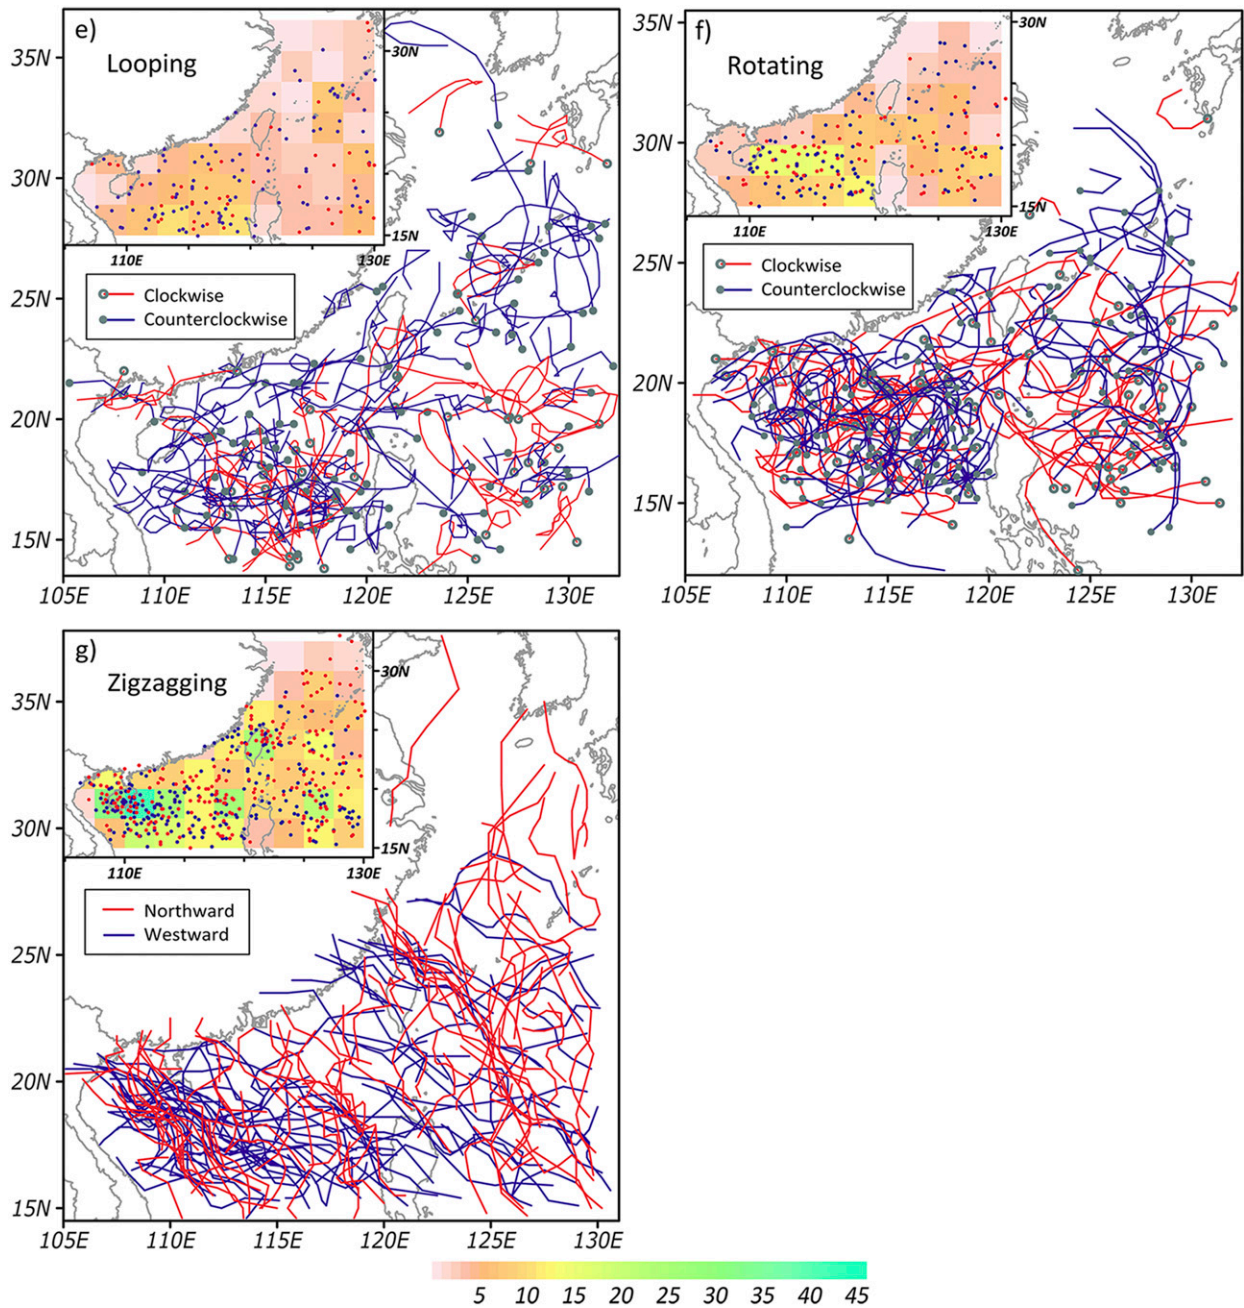 e)
Looping
35N
30N
25N
20N
15N
30N
15N
110E
130E
Clockwise
Counterclockwise
105E 110E 115E 120E 125E 130E
f)
Rotating
35N
30N
25N
20N
15N
30N
15N
110E
130E
Clockwise
Counterclockwise
105E 110E 115E 120E 125E 130E
g)
Zigzagging
35N
30N
25N
20N
15N
30N
15N
110E
130E
Northward
Westward
105E 110E 115E 120E 125E 130E
5 10 15 20 25 30 35 40 45